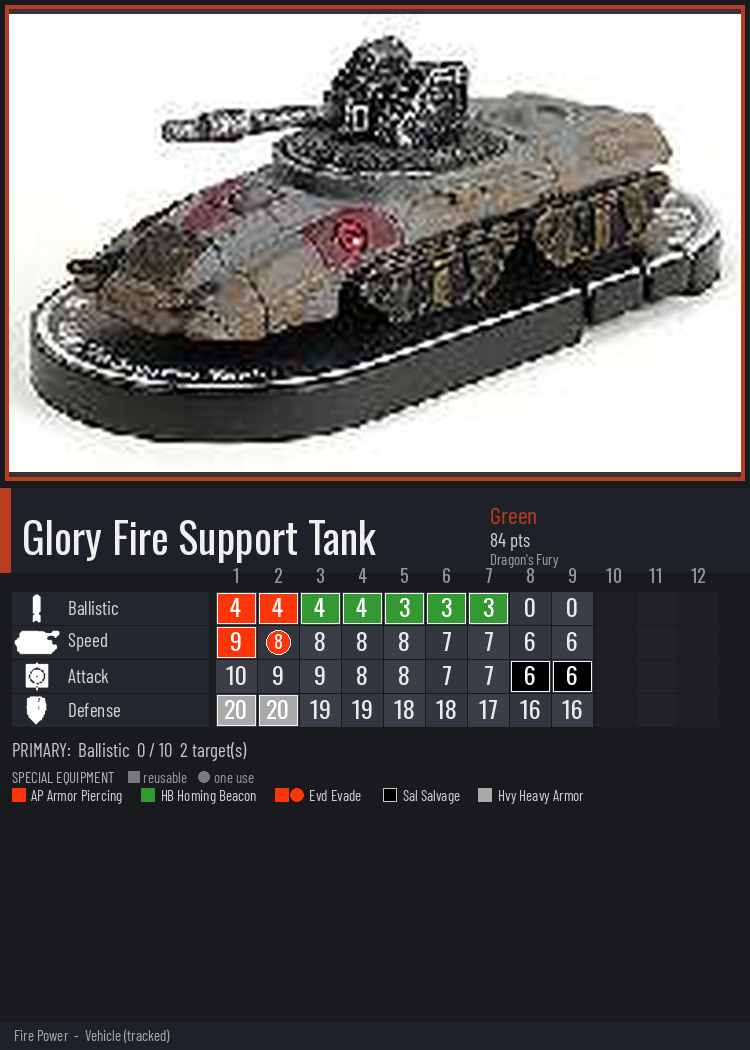 10
Glory Fire Support Tank
Green
84 pts
Dragon's Fury
1 2 3 4 5 6 7 8 9 10 11 12
Ballistic 4 4 4 4 3 3 3 0 0
Speed 9 8 8 8 8 7 7 6 6
Attack 10 9 9 8 8 7 7 6 6
Defense 20 20 19 19 18 18 17 16 16
PRIMARY: Ballistic 0 / 10 2 target(s)
SPECIAL EQUIPMENT reusable one use
AP Armor Piercing HB Homing Beacon Evd Evade Sal Salvage Hvy Heavy Armor
Fire Power - Vehicle (tracked)